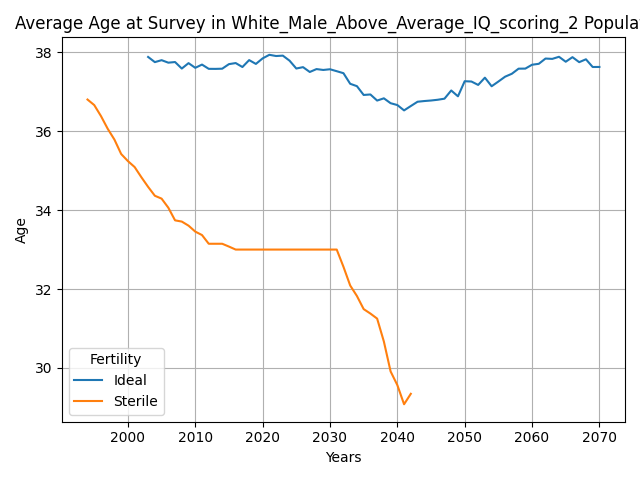 Average Age at Survey in White_Male_Above_Average_IQ_scoring_2 Popula
38
36
34
32
30
Age
Fertility
Ideal
Sterile
2000 2010 2020 2030 2040 2050 2060 2070
Years